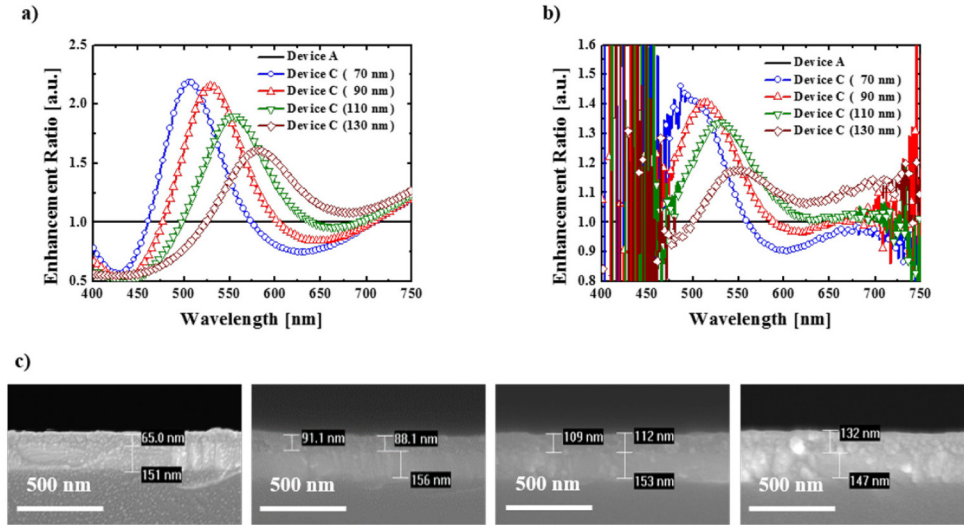 a)
2.5
2.0
1.5
1.0
0.5
Enhancement Ratio [a.u.]
Device A
Device C ( 70 nm)
Device C ( 90 nm)
Device C (110 nm)
Device C (130 nm)
400 450 500 550 600 650 700 750
Wavelength [nm]
b)
1.6
1.5
1.4
1.3
1.2
1.1
1.0
0.9
0.8
Enhancement Ratio [a.u.]
Device A
Device C ( 70 nm)
Device C ( 90 nm)
Device C (110 nm)
Device C (130 nm)
400 450 500 550 600 650 700 750
Wavelength [nm]
c)
65.0 nm
151 nm
500 nm
91.1 nm
88.1 nm
156 nm
500 nm
109 nm
112 nm
153 nm
500 nm
132 nm
147 nm
500 nm